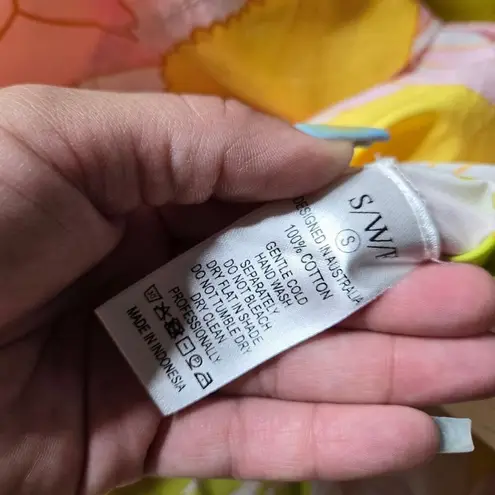 S/W/F
S
DESIGNED IN AUSTRALIA
100% COTTON
GENTLE COLD
HAND WASH
SEPARATELY
DO NOT BLEACH
DRY FLAT IN SHADE
DO NOT TUMBLE DRY
DRY CLEAN
PROFESSIONALLY
MADE IN INDONESIA